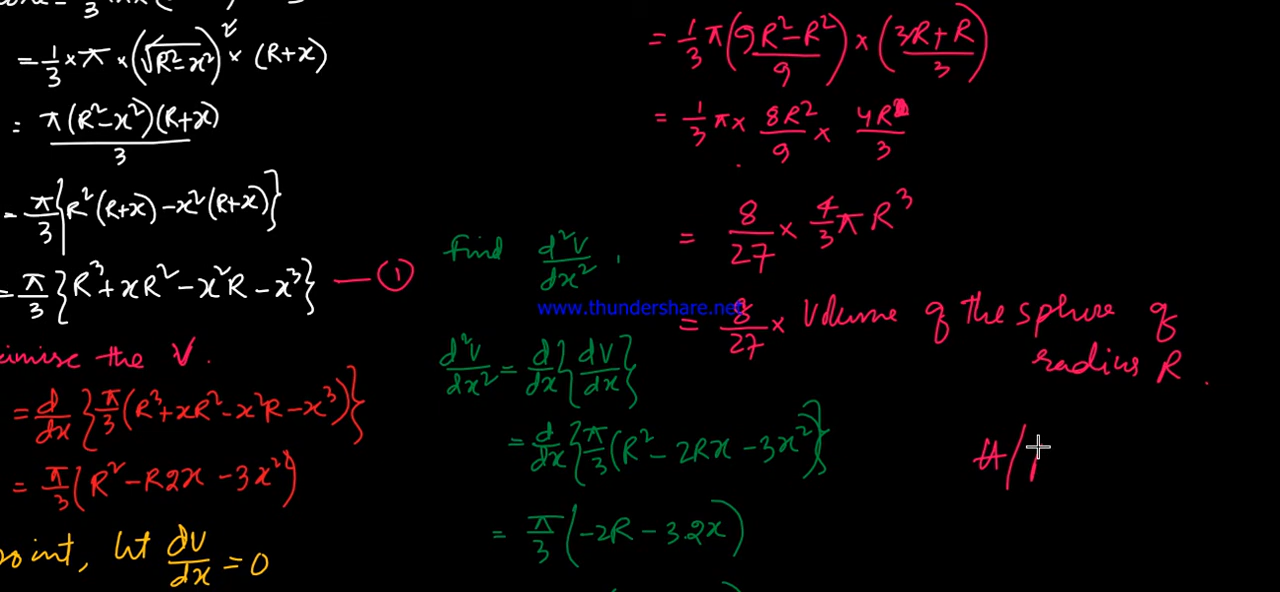 = 1/3 × π × (√(R²-x²))² × (R+x)
= π(R²-x²)(R+x)/3
= π/3 {R²(R+x) - x²(R+x)}
= π/3 {R³ + xR² - x²R - x³} — ①
the V.
= d/dx {π/3 (R³ + xR² - x²R - x³)}
= π/3 (R² - R2x - 3x²)
point, let dv/dx = 0
find d²v/dx².
www.thundershare.net
d²v/dx² = d/dx {dv/dx}
= d/dx {π/3 (R² - 2Rx - 3x²)}
= π/3 (-2R - 3.2x)
= 1/3 π (9R²-R²/9) × (3R+R/3)
= 1/3 π × 8R²/9 × 4R/3
= 8/27 × 4/3 π R³
= 8/27 × Volume of the sphere of
radius R.